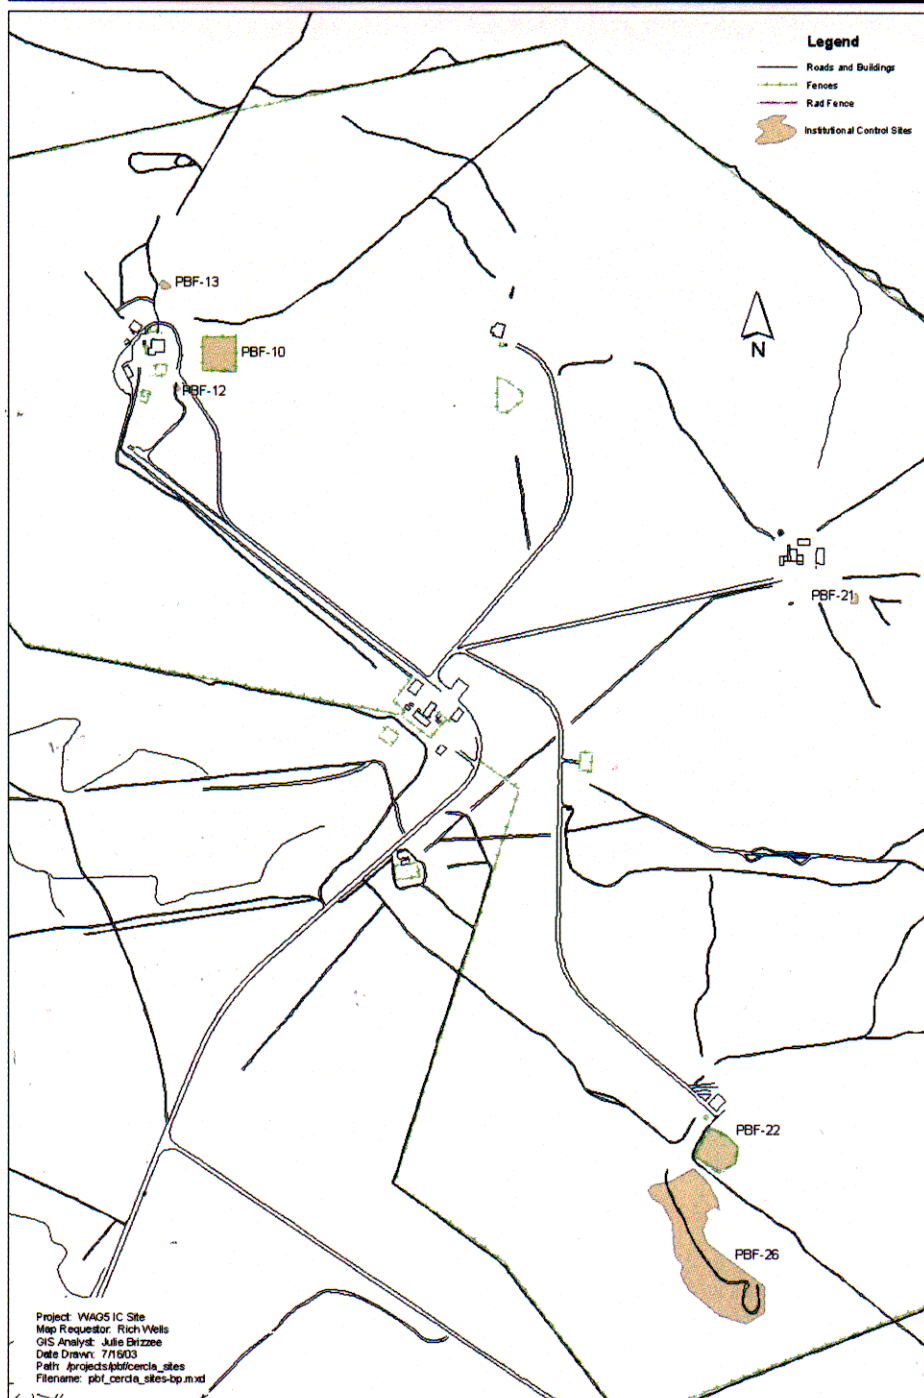 Legend
Roads and Buildings
Fences
Rad Fence
Institutional Control Sites
PBF-13
PBF-10
N
PBF-12
PBF-21
PBF-22
PBF-26
Project: WAG5 IC Site
Map Requestor: Rich Wells
GIS Analyst: Julie Brizzee
Date Drawn: 7/16/03
Path: /projects/pbf/cercla_sites
Filename: pbf_cercla_sites-bp.mxd